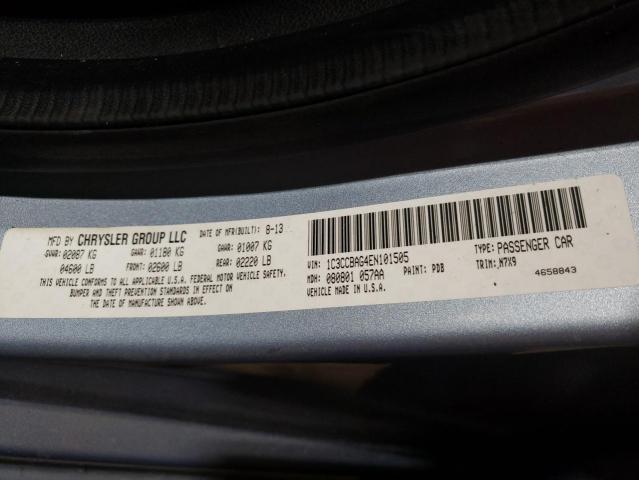 MFD BY CHRYSLER GROUP LLC DATE OF MFR(BUILT): 8-13
GVWR: 02087 KG GAWR: 01180 KG GAWR: 01007 KG
04600 LB FRONT: 02600 LB REAR: 02220 LB
THIS VEHICLE CONFORMS TO ALL APPLICABLE U.S.A. FEDERAL MOTOR VEHICLE SAFETY,
BUMPER AND THEFT PREVENTION STANDARDS IN EFFECT ON
THE DATE OF MANUFACTURE SHOWN ABOVE.
VIN: 1C3CCBAG4EN101505 TYPE: PASSENGER CAR
MDH: 080801 057AA PAINT: PDB TRIM: N7X9
VEHICLE MADE IN U.S.A. 4658843